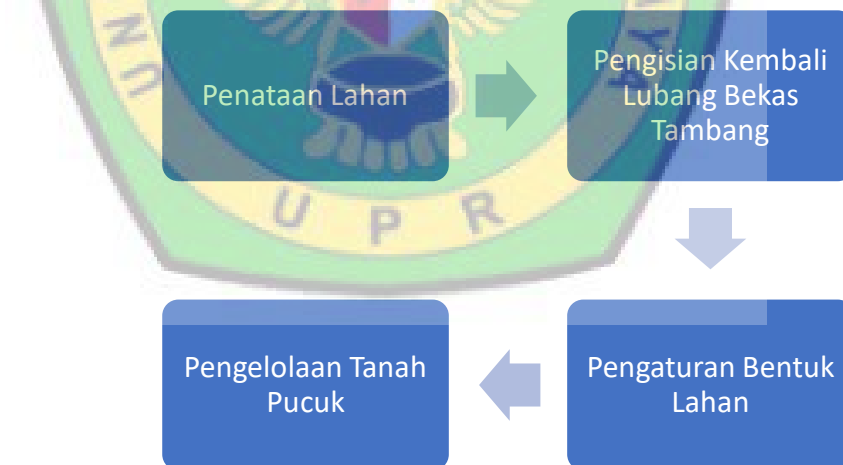 Penataan Lahan
Pengisian Kembali
Lubang Bekas
Tambang
Pengaturan Bentuk
Lahan
Pengelolaan Tanah
Pucuk
U P R